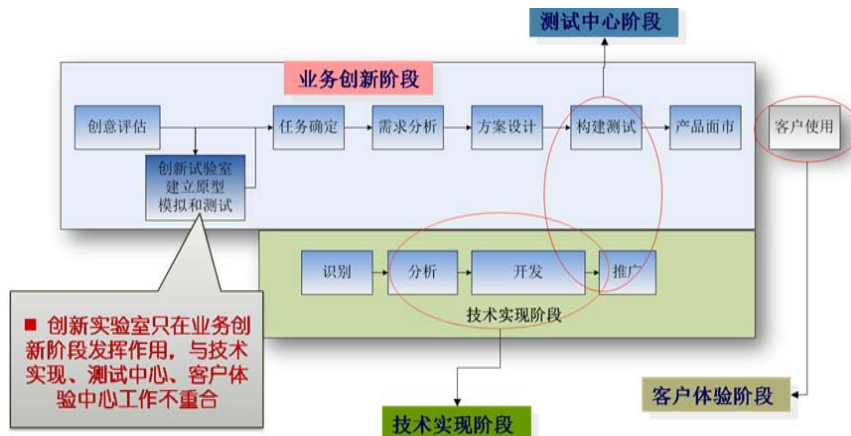 测试中心阶段
业务创新阶段
创意评估
任务确定
需求分析
方案设计
构建测试
产品面市
客户使用
创新试验室
建立原型
模拟和测试
识别
分析
开发
推广
技术实现阶段
■ 创新实验室只在业务创
新阶段发挥作用，与技术
实现、测试中心、客户体
验中心工作不重合
客户体验阶段
技术实现阶段